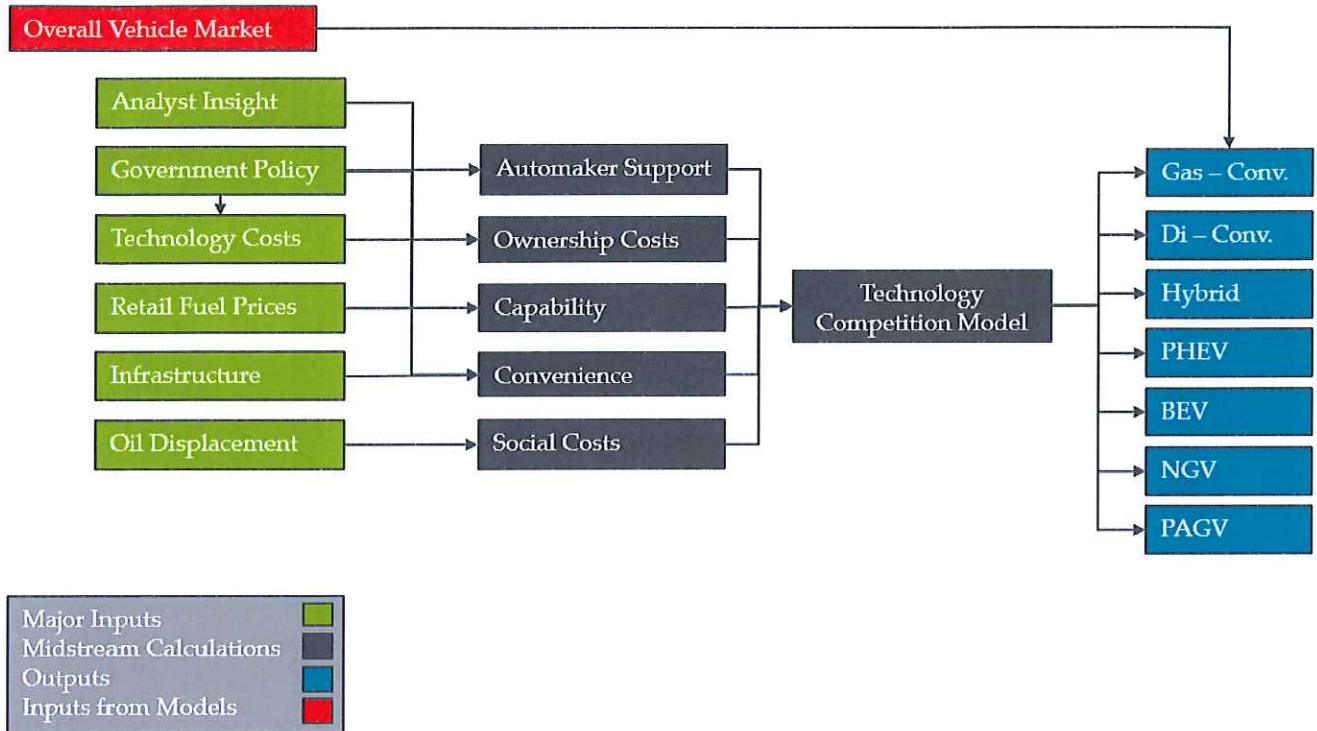 Overall Vehicle Market
Analyst Insight
Government Policy
Technology Costs
Retail Fuel Prices
Infrastructure
Oil Displacement
Automaker Support
Ownership Costs
Capability
Convenience
Social Costs
Technology
Competition Model
Gas – Conv.
Di – Conv.
Hybrid
PHEV
BEV
NGV
PAGV
Major Inputs
Midstream Calculations
Outputs
Inputs from Models